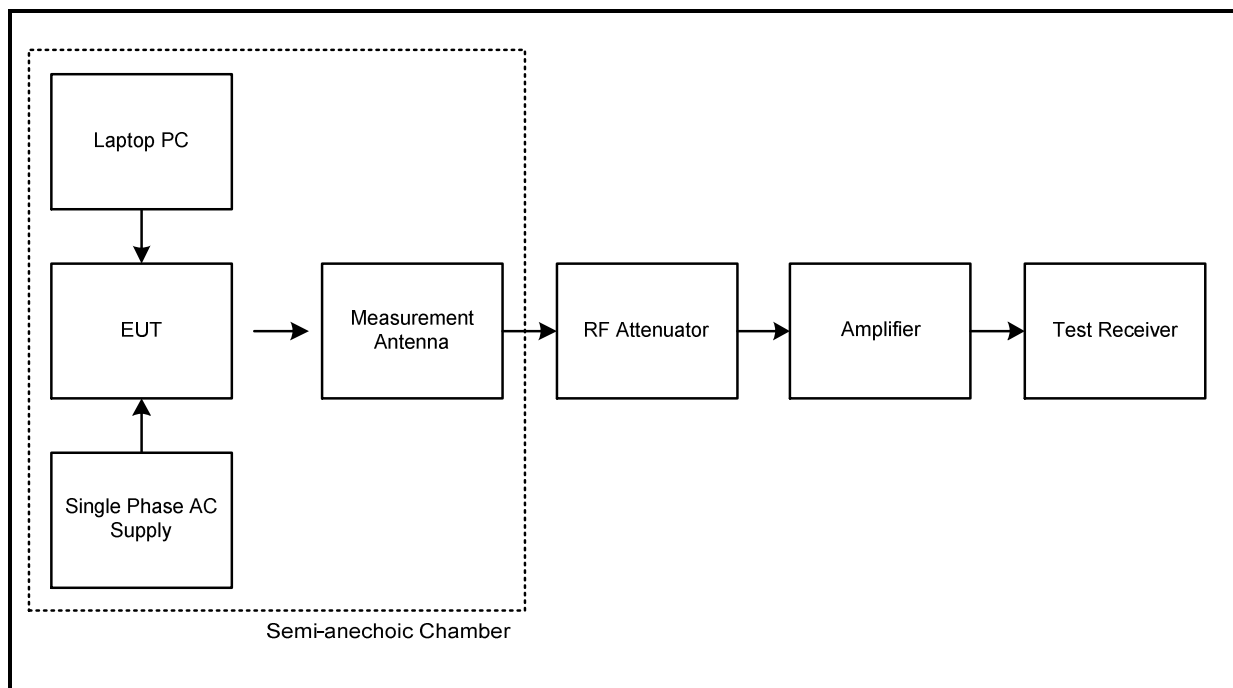 Laptop PC
EUT
Measurement
Antenna
RF Attenuator
Amplifier
Test Receiver
Single Phase AC
Supply
Semi-anechoic Chamber